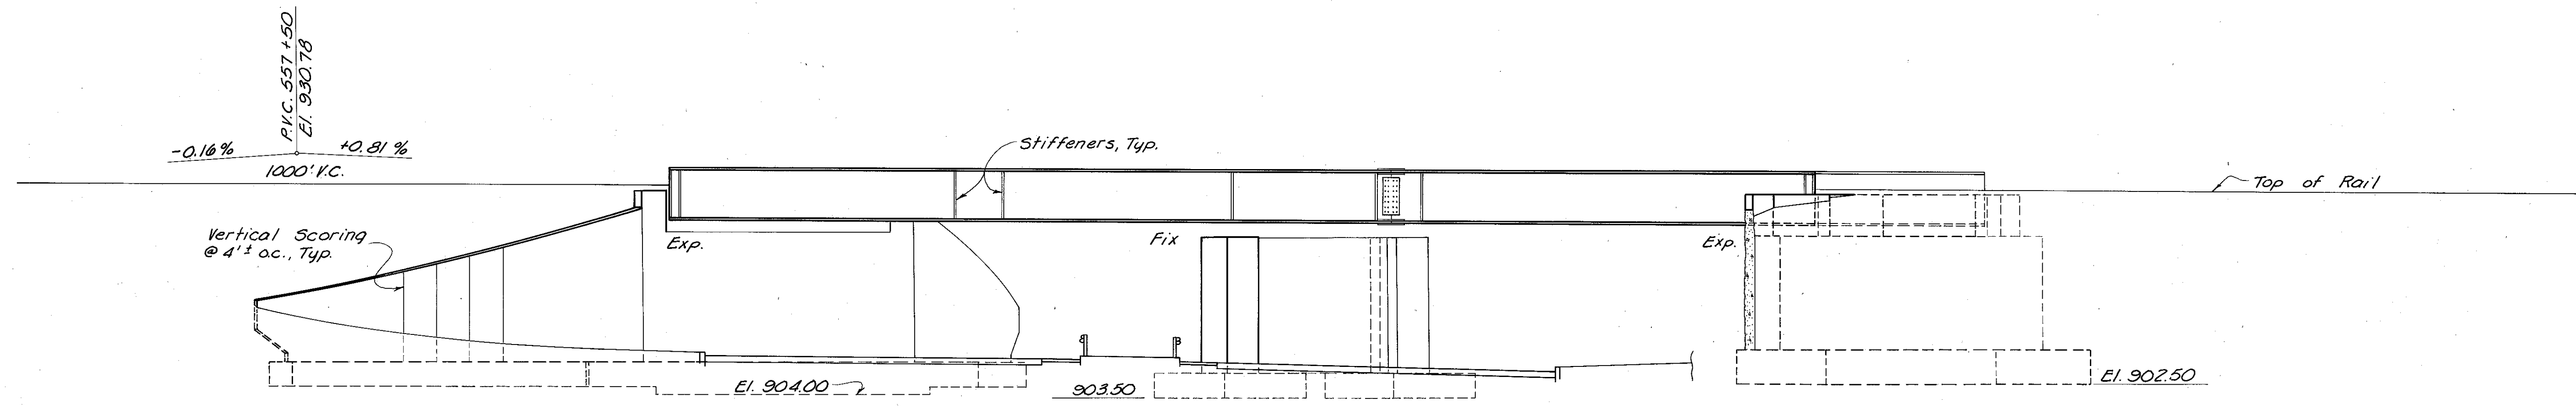 P.V.C. 557+50
El. 930.78
-0.16%
+0.81%
1000' V.C.
Stiffeners, Typ.
Top of Rail
Vertical Scoring
@ 4'± o.c., Typ.
Exp.
Fix
Exp.
El. 904.00
903.50
El. 902.50